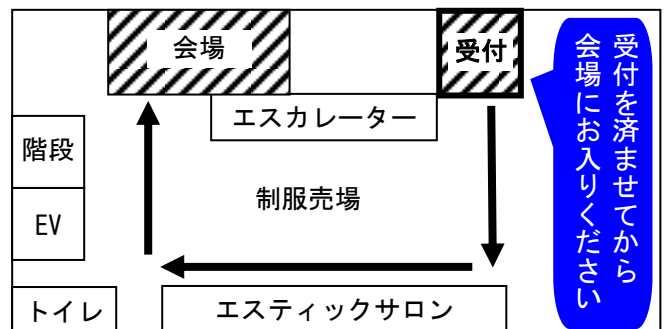 会場
受付
エスカレーター
階段
EV
制服売場
トイレ
エスティックサロン
受付を済ませてから
会場にお入りください